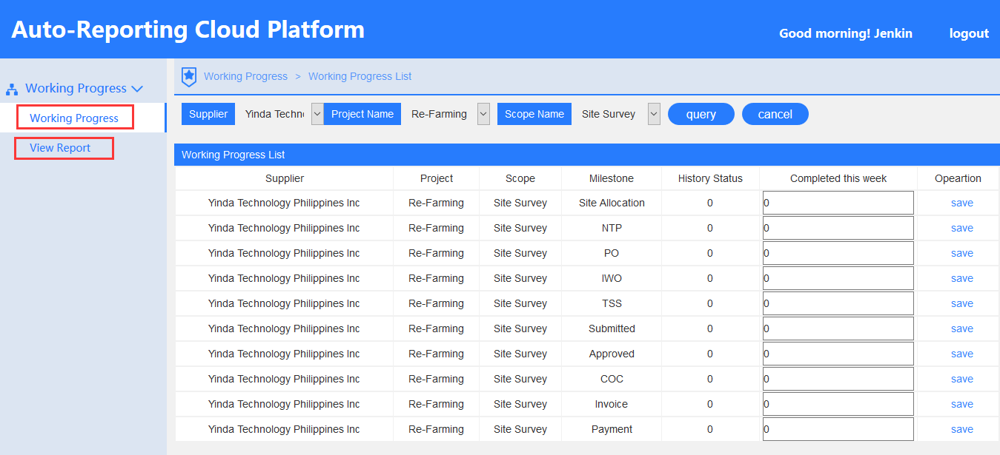 Auto-Reporting Cloud Platform
Good morning! Jenkin logout
Working Progress
Working Progress
View Report
Working Progress > Working Progress List
Supplier Yinda Techn Project Name Re-Farming Scope Name Site Survey query cancel
Working Progress List
Supplier Project Scope Milestone History Status Completed this week Opeartion
Yinda Technology Philippines Inc Re-Farming Site Survey Site Allocation 0 0 save
Yinda Technology Philippines Inc Re-Farming Site Survey NTP 0 0 save
Yinda Technology Philippines Inc Re-Farming Site Survey PO 0 0 save
Yinda Technology Philippines Inc Re-Farming Site Survey IWO 0 0 save
Yinda Technology Philippines Inc Re-Farming Site Survey TSS 0 0 save
Yinda Technology Philippines Inc Re-Farming Site Survey Submitted 0 0 save
Yinda Technology Philippines Inc Re-Farming Site Survey Approved 0 0 save
Yinda Technology Philippines Inc Re-Farming Site Survey COC 0 0 save
Yinda Technology Philippines Inc Re-Farming Site Survey Invoice 0 0 save
Yinda Technology Philippines Inc Re-Farming Site Survey Payment 0 0 save